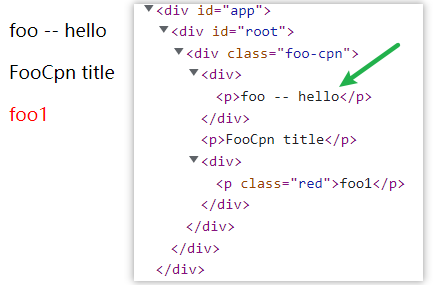 foo -- hello
FooCpn title
foo1
<div id="app">
<div id="root">
<div class="foo-cpn">
<div>
<p>foo -- hello</p>
</div>
<p>FooCpn title</p>
<div>
<p class="red">foo1</p>
</div>
</div>
</div>
</div>